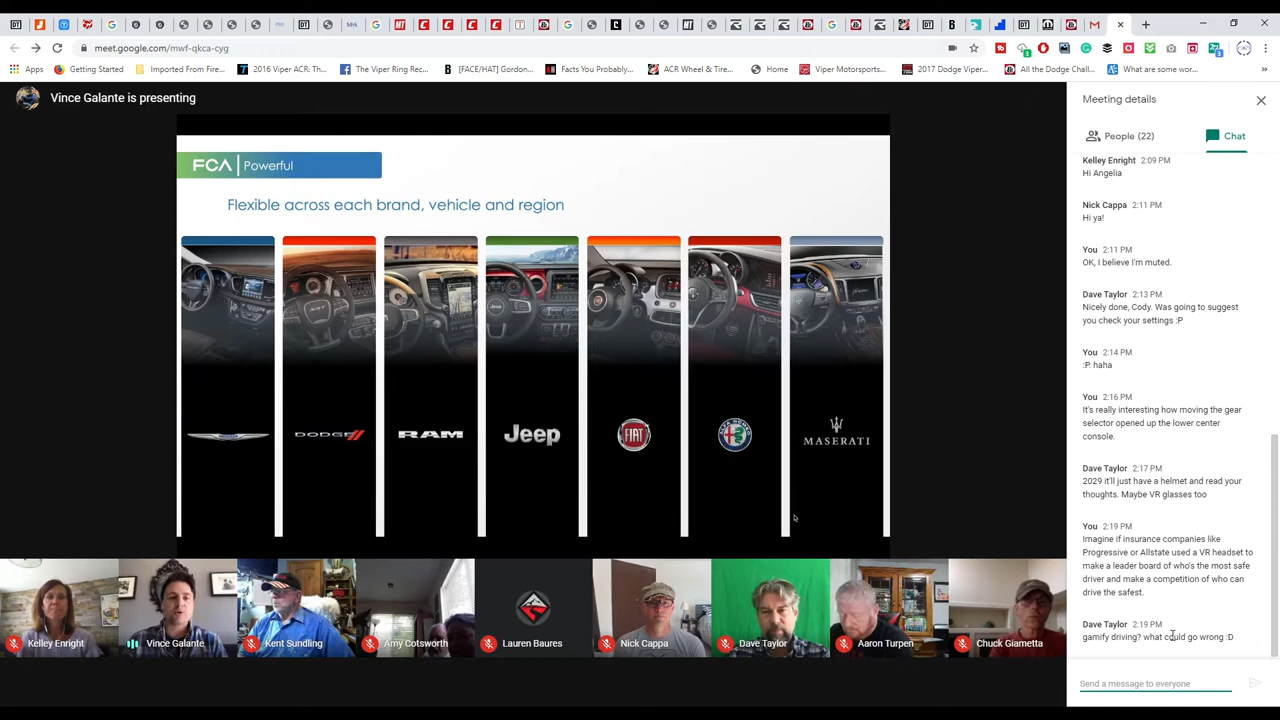 meet.google.com/mwf-qkca-cyg
Apps
Getting Started
Imported From Fire...
2016 Viper ACR: Th...
The Viper Ring Rec...
[FACE/HAT] Gordon...
Facts You Probably...
ACR Wheel & Tire...
Home
Viper Motorsports...
2017 Dodge Viper...
All the Dodge Chall...
What are some wor...
Vince Galante is presenting
FCA | Powerful
Flexible across each brand, vehicle and region
DODGE
RAM
Jeep
FIAT
ALFA ROMEO
MASERATI
Kelley Enright
Vince Galante
Kent Sundling
Amy Cotsworth
Lauren Baures
Nick Cappa
Dave Taylor
Aaron Turpen
Chuck Giametta
Meeting details
People (22)
Chat
Kelley Enright 2:09 PM
Hi Angelia
Nick Cappa 2:11 PM
Hi ya!
You 2:11 PM
OK, I believe I'm muted.
Dave Taylor 2:13 PM
Nicely done, Cody. Was going to suggest
you check your settings :P
You 2:14 PM
:P. haha
You 2:16 PM
It's really interesting how moving the gear
selector opened up the lower center
console.
Dave Taylor 2:17 PM
2029 it'll just have a helmet and read your
thoughts. Maybe VR glasses too
You 2:19 PM
Imagine if insurance companies like
Progressive or Allstate used a VR headset to
make a leader board of who's the most safe
driver and make a competition of who can
drive the safest.
Dave Taylor 2:19 PM
gamify driving? what could go wrong :D
Send a message to everyone